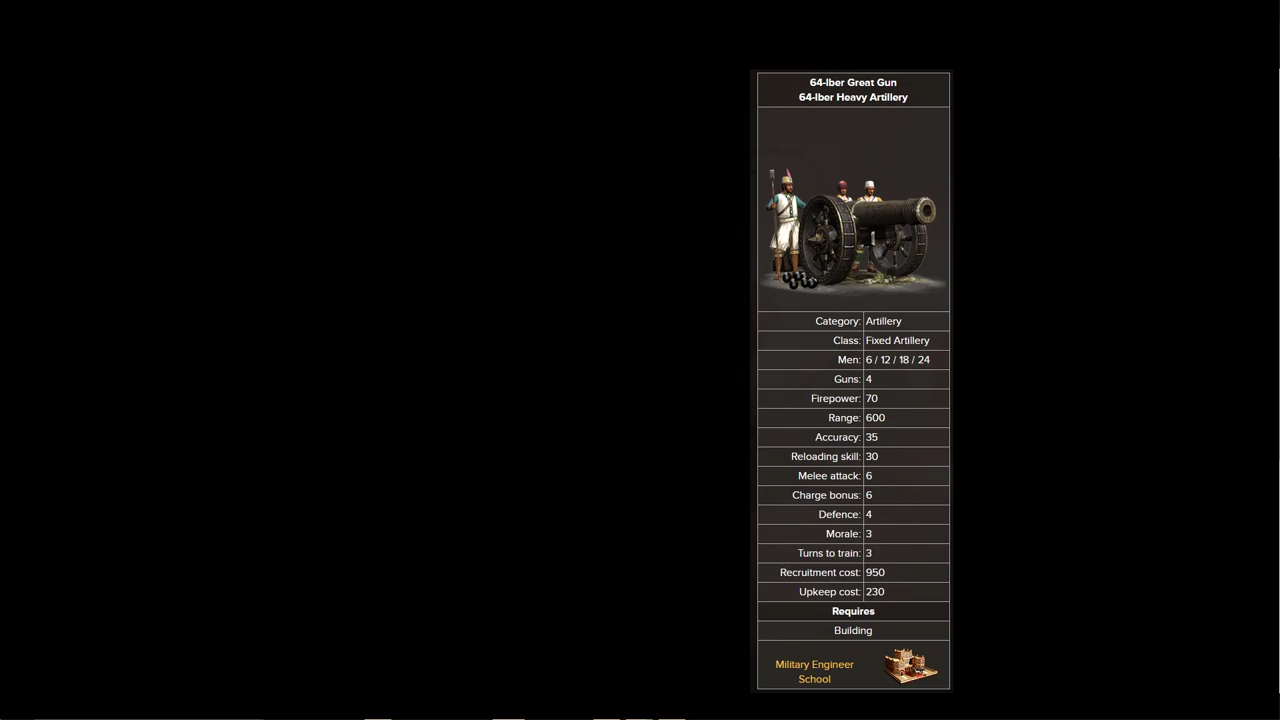 64-lber Great Gun
64-lber Heavy Artillery
Category: Artillery
Class: Fixed Artillery
Men: 6 / 12 / 18 / 24
Guns: 4
Firepower: 70
Range: 600
Accuracy: 35
Reloading skill: 30
Melee attack: 6
Charge bonus: 6
Defence: 4
Morale: 3
Turns to train: 3
Recruitment cost: 950
Upkeep cost: 230
Requires
Building
Military Engineer
School